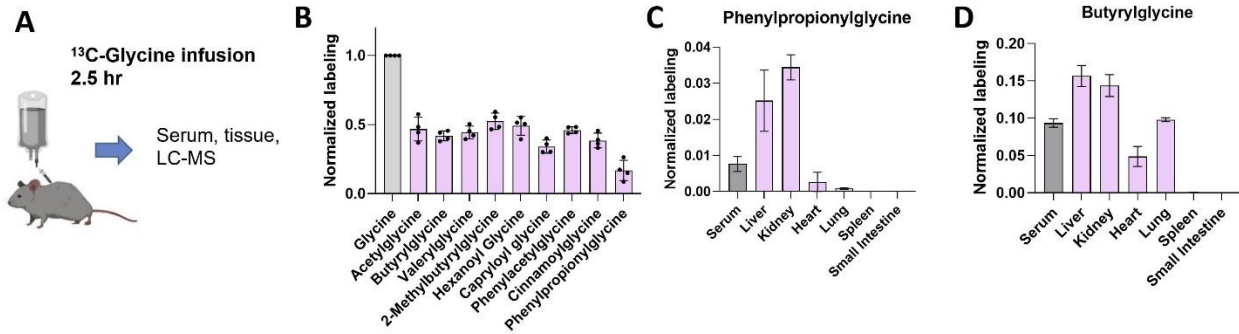 A
¹³C-Glycine infusion
2.5 hr
Serum, tissue,
LC-MS
B
Normalized labeling
1.0
0.5
0.0
Glycine
Acetylglycine
Butyrylglycine
Valerylglycine
2-Methylbutyrylglycine
Hexanoyl Glycine
Capryloyl glycine
Phenylacetylglycine
Cinnamoylglycine
Phenylpropionylglycine
C
Phenylpropionylglycine
Normalized labeling
0.04
0.03
0.02
0.01
0.00
Serum
Liver
Kidney
Heart
Lung
Spleen
Small Intestine
D
Butyrylglycine
Normalized labeling
0.20
0.15
0.10
0.05
0.00
Serum
Liver
Kidney
Heart
Lung
Spleen
Small Intestine